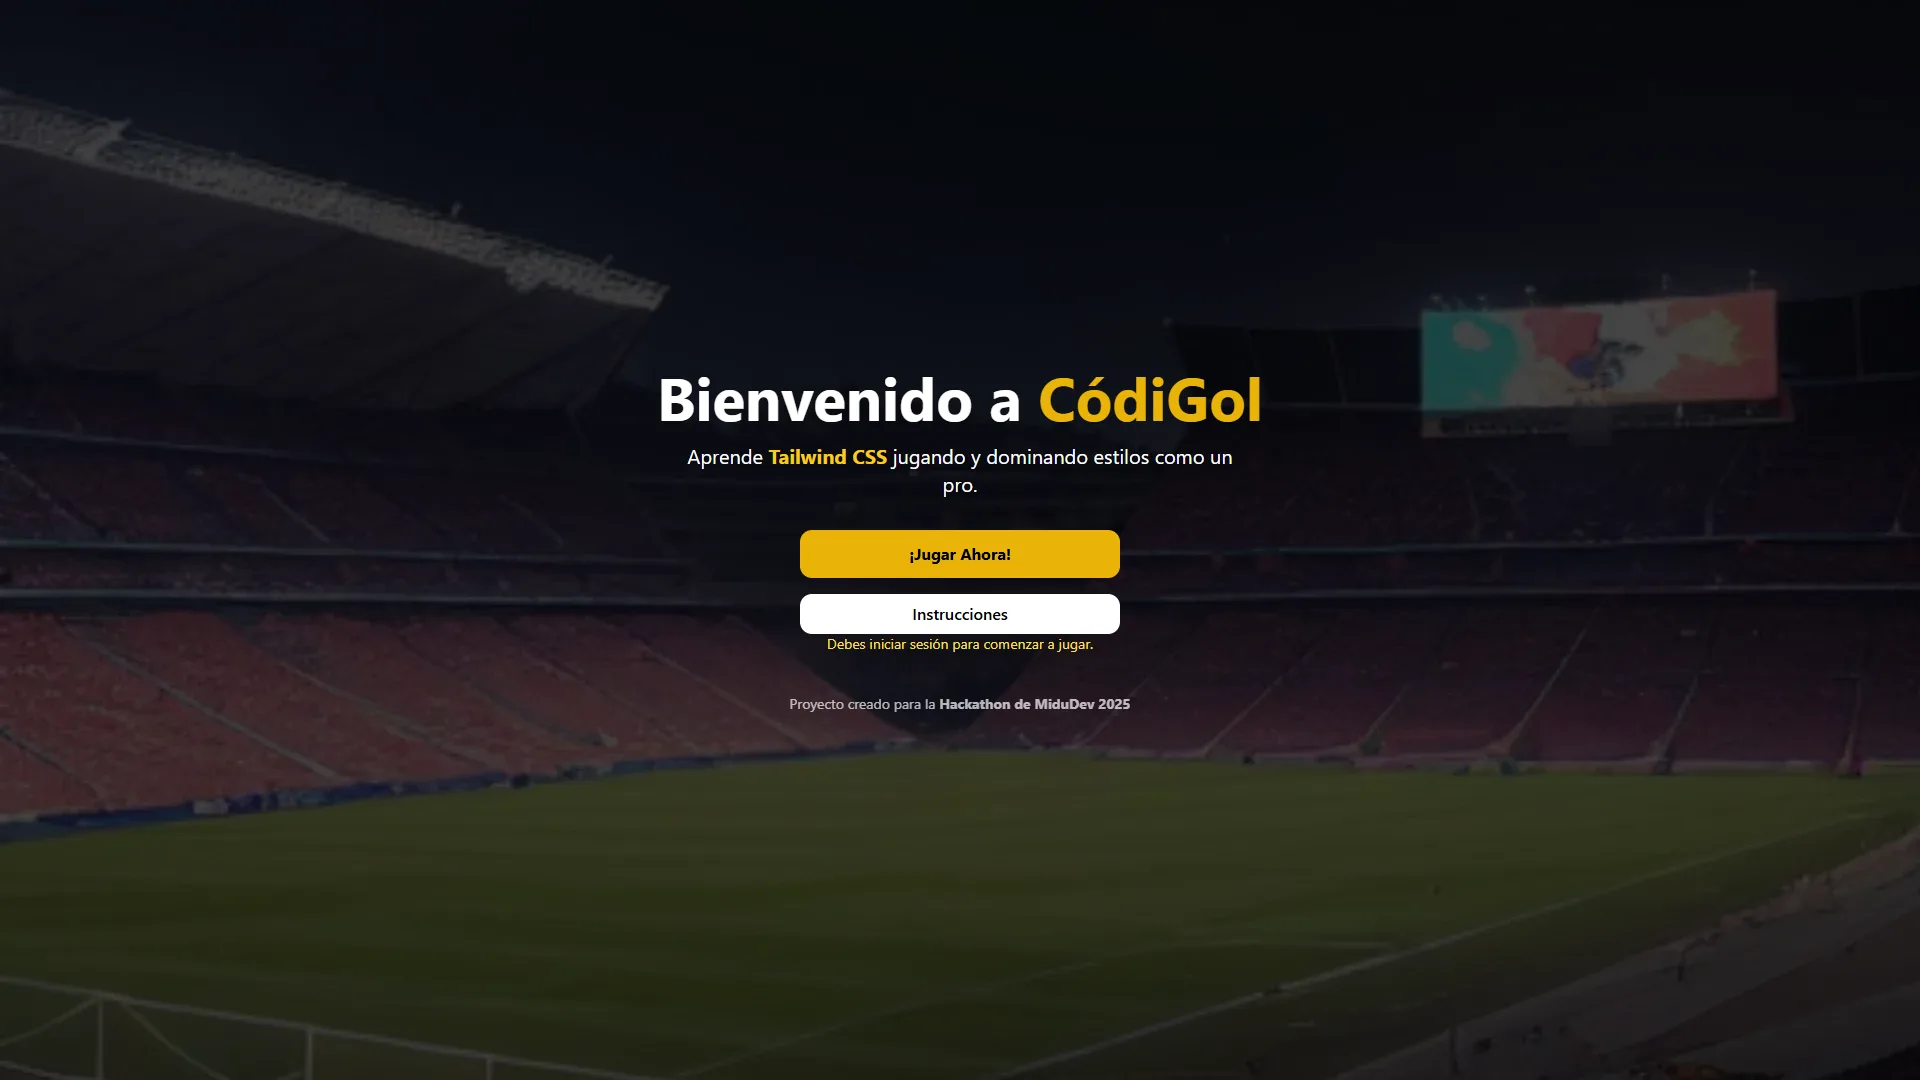 Bienvenido a CódiGol
Aprende Tailwind CSS jugando y dominando estilos como un
pro.
¡Jugar Ahora!
Instrucciones
Debes iniciar sesión para comenzar a jugar.
Proyecto creado para la Hackathon de MiduDev 2025